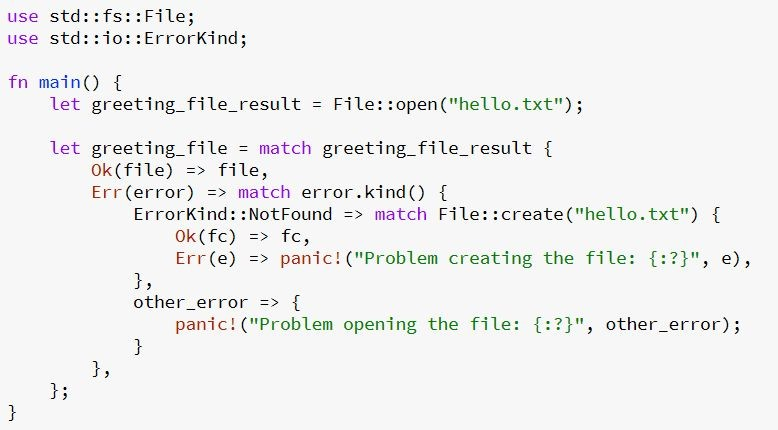 use std::fs::File;
use std::io::ErrorKind;

fn main() {
    let greeting_file_result = File::open("hello.txt");

    let greeting_file = match greeting_file_result {
        Ok(file) => file,
        Err(error) => match error.kind() {
            ErrorKind::NotFound => match File::create("hello.txt") {
                Ok(fc) => fc,
                Err(e) => panic!("Problem creating the file: {:?}", e),
            },
            other_error => {
                panic!("Problem opening the file: {:?}", other_error);
            }
        },
    };
}